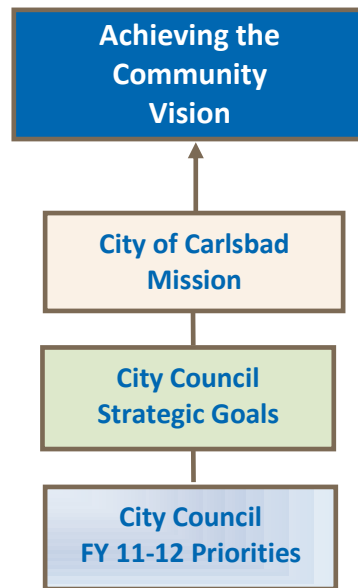 Achieving the
Community
Vision
City of Carlsbad
Mission
City Council
Strategic Goals
City Council
FY 11-12 Priorities